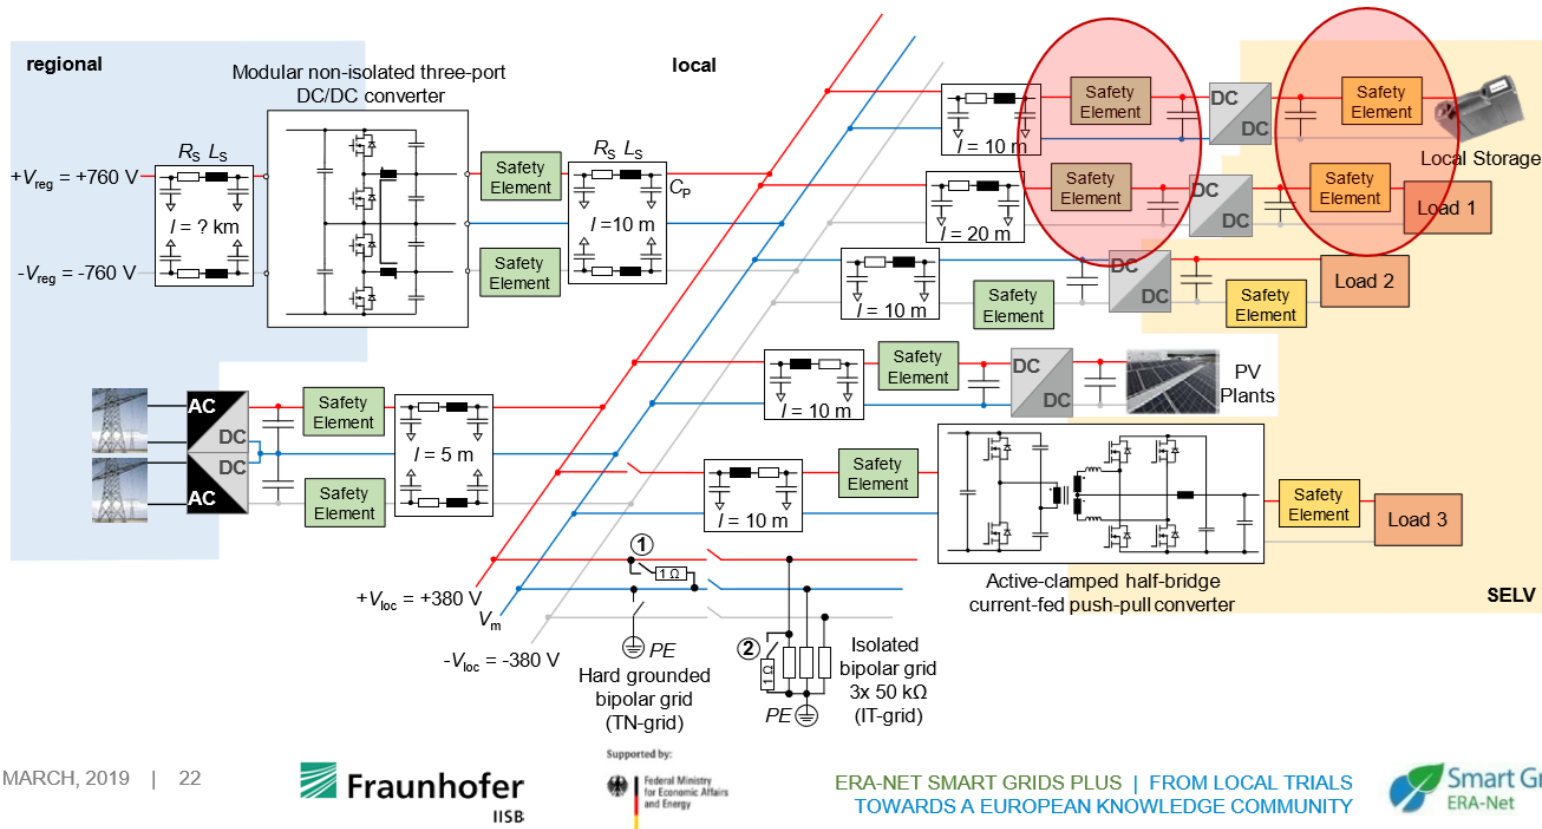 regional
Modular non-isolated three-port
DC/DC converter
local
R_S L_S
+V_reg = +760 V
l = ? km
-V_reg = -760 V
Safety
Element
Safety
Element
R_S L_S
C_P
l =10 m
l = 10 m
Safety
Element
DC
DC
Safety
Element
Local Storage
l = 20 m
Safety
Element
DC
DC
Safety
Element
Load 1
l = 10 m
Safety
Element
DC
DC
Safety
Element
Load 2
l = 10 m
Safety
Element
DC
DC
PV
Plants
AC
DC
DC
AC
Safety
Element
Safety
Element
l = 5 m
l = 10 m
Safety
Element
Safety
Element
Load 3
Active-clamped half-bridge
current-fed push-pull converter
SELV
+V_loc = +380 V
V_m
-V_loc = -380 V
1
1 Ω
PE
Hard grounded
bipolar grid
(TN-grid)
2
1 Ω
PE
Isolated
bipolar grid
3x 50 kΩ
(IT-grid)
MARCH, 2019 | 22
Fraunhofer
IISB
Supported by:
Federal Ministry
for Economic Affairs
and Energy
ERA-NET SMART GRIDS PLUS | FROM LOCAL TRIALS
TOWARDS A EUROPEAN KNOWLEDGE COMMUNITY
Smart Gr
ERA-Net